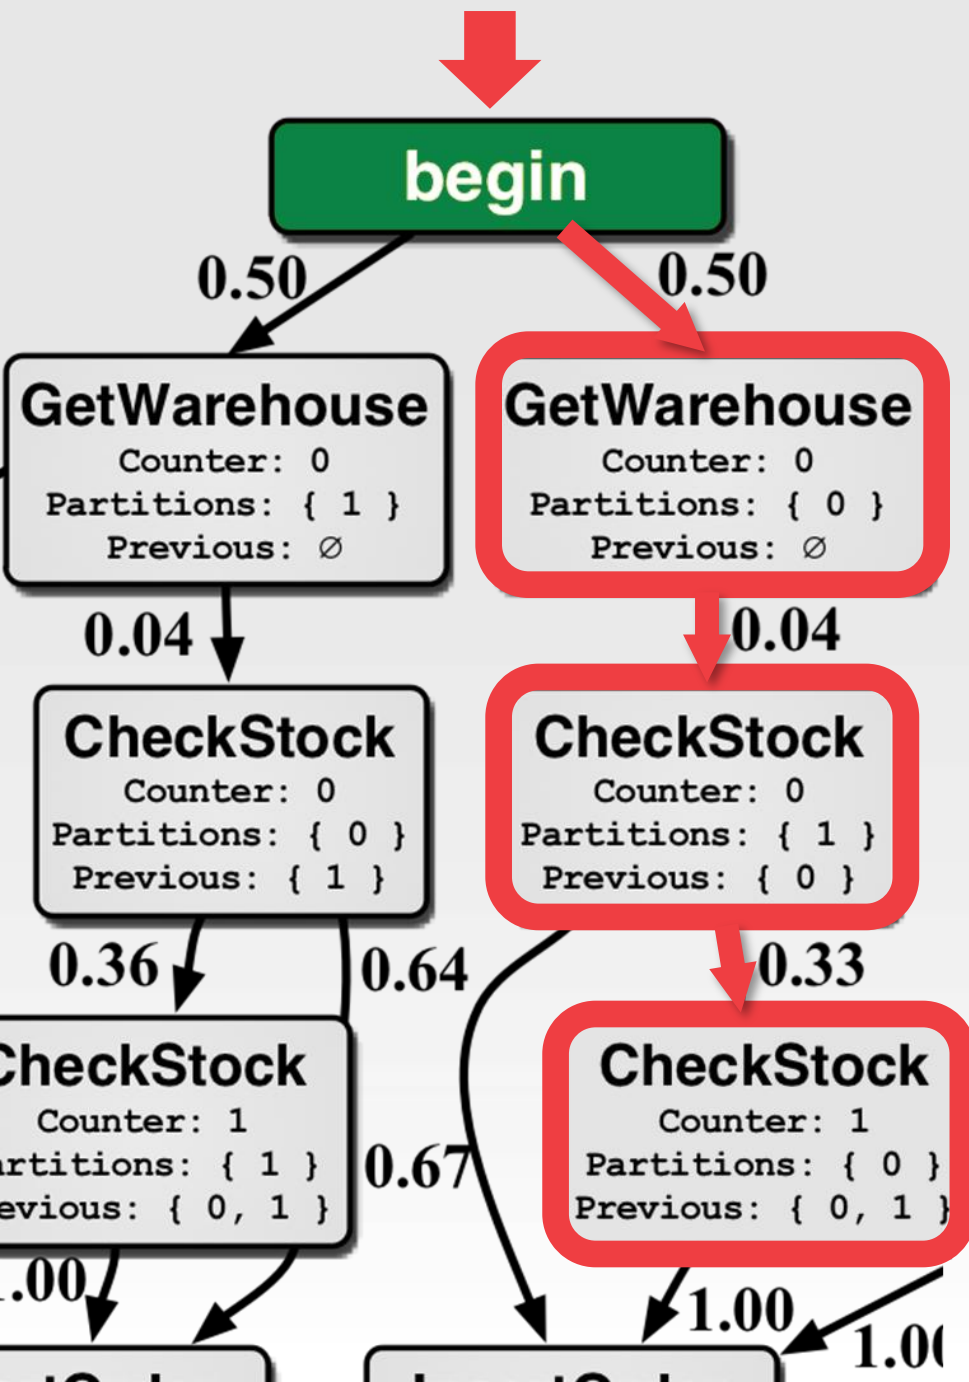 begin
0.50
0.50
GetWarehouse
Counter: 0
Partitions: { 1 }
Previous: ∅
GetWarehouse
Counter: 0
Partitions: { 0 }
Previous: ∅
0.04
0.04
CheckStock
Counter: 0
Partitions: { 0 }
Previous: { 1 }
CheckStock
Counter: 0
Partitions: { 1 }
Previous: { 0 }
0.36
0.64
0.33
CheckStock
Counter: 1
artitions: { 1 }
evious: { 0, 1 }
0.67
CheckStock
Counter: 1
Partitions: { 0 }
Previous: { 0, 1 }
.00
1.00
1.0